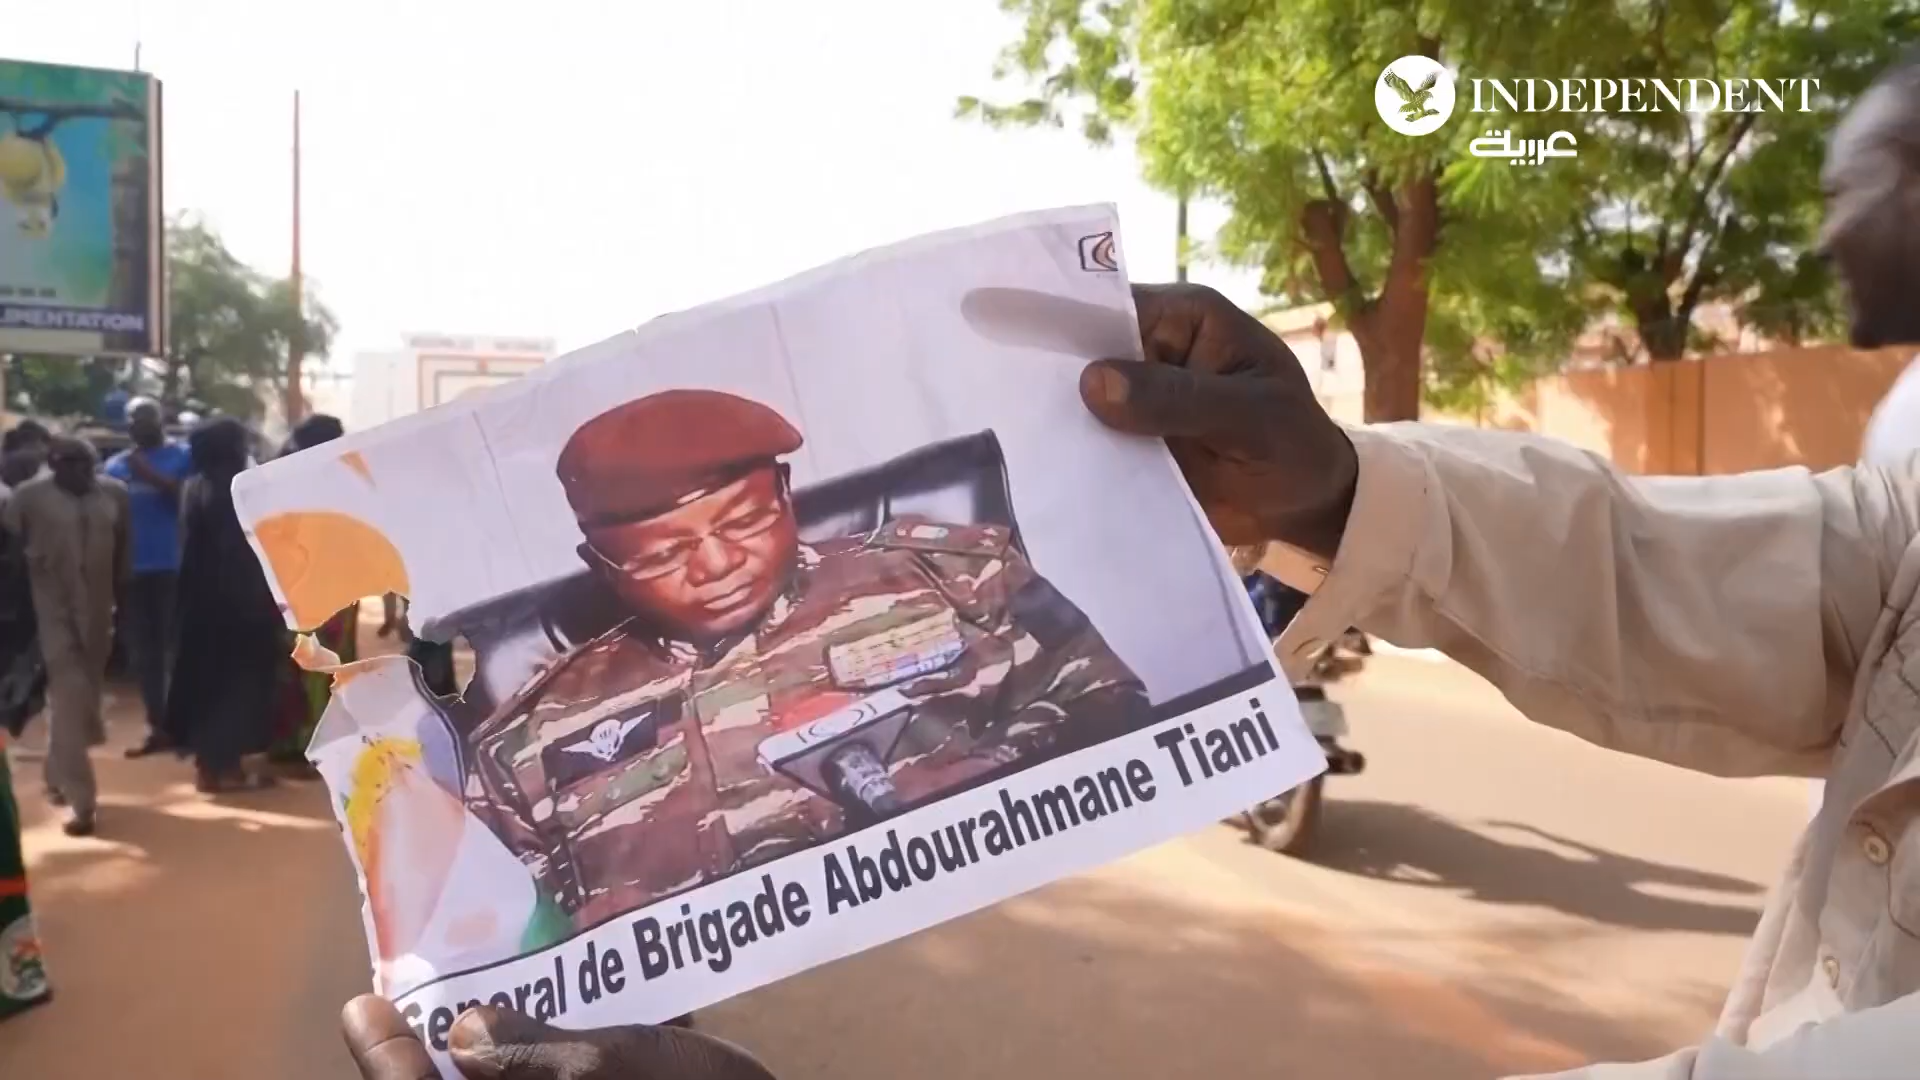 INDEPENDENT
عربية
LIMENTATION
General de Brigade Abdourahmane Tiani